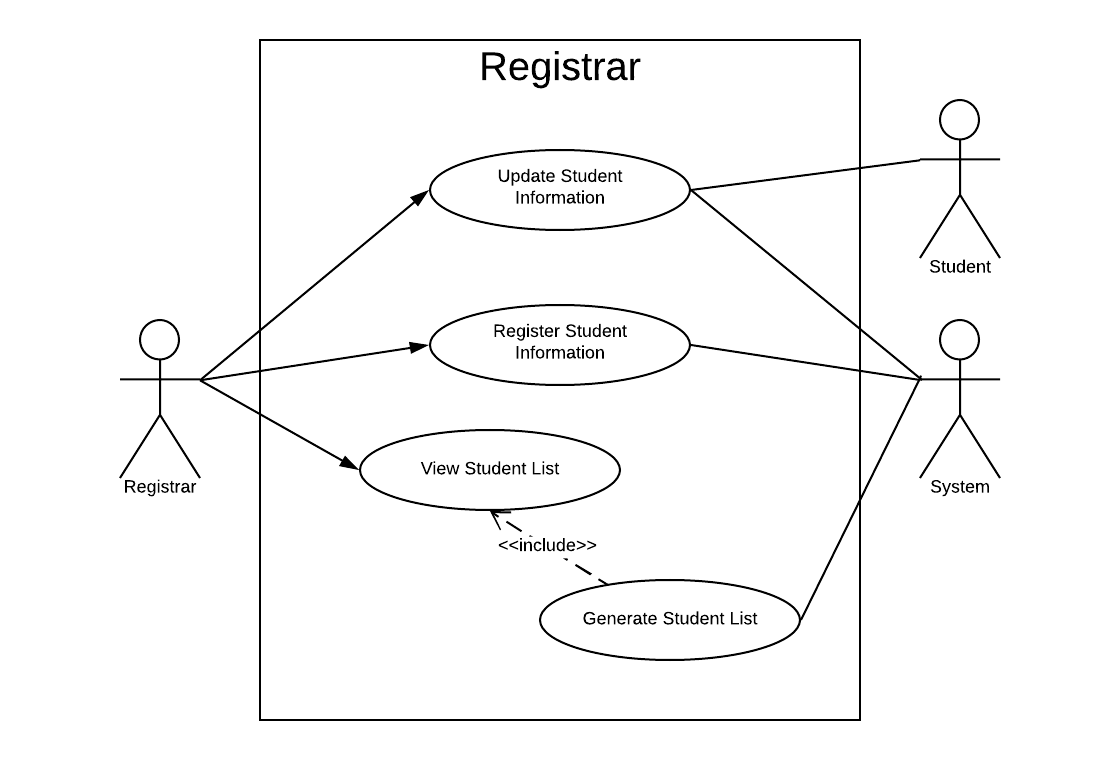 Registrar
Update Student
Information
Student
Register Student
Information
Registrar
View Student List
System
<<include>>
Generate Student List